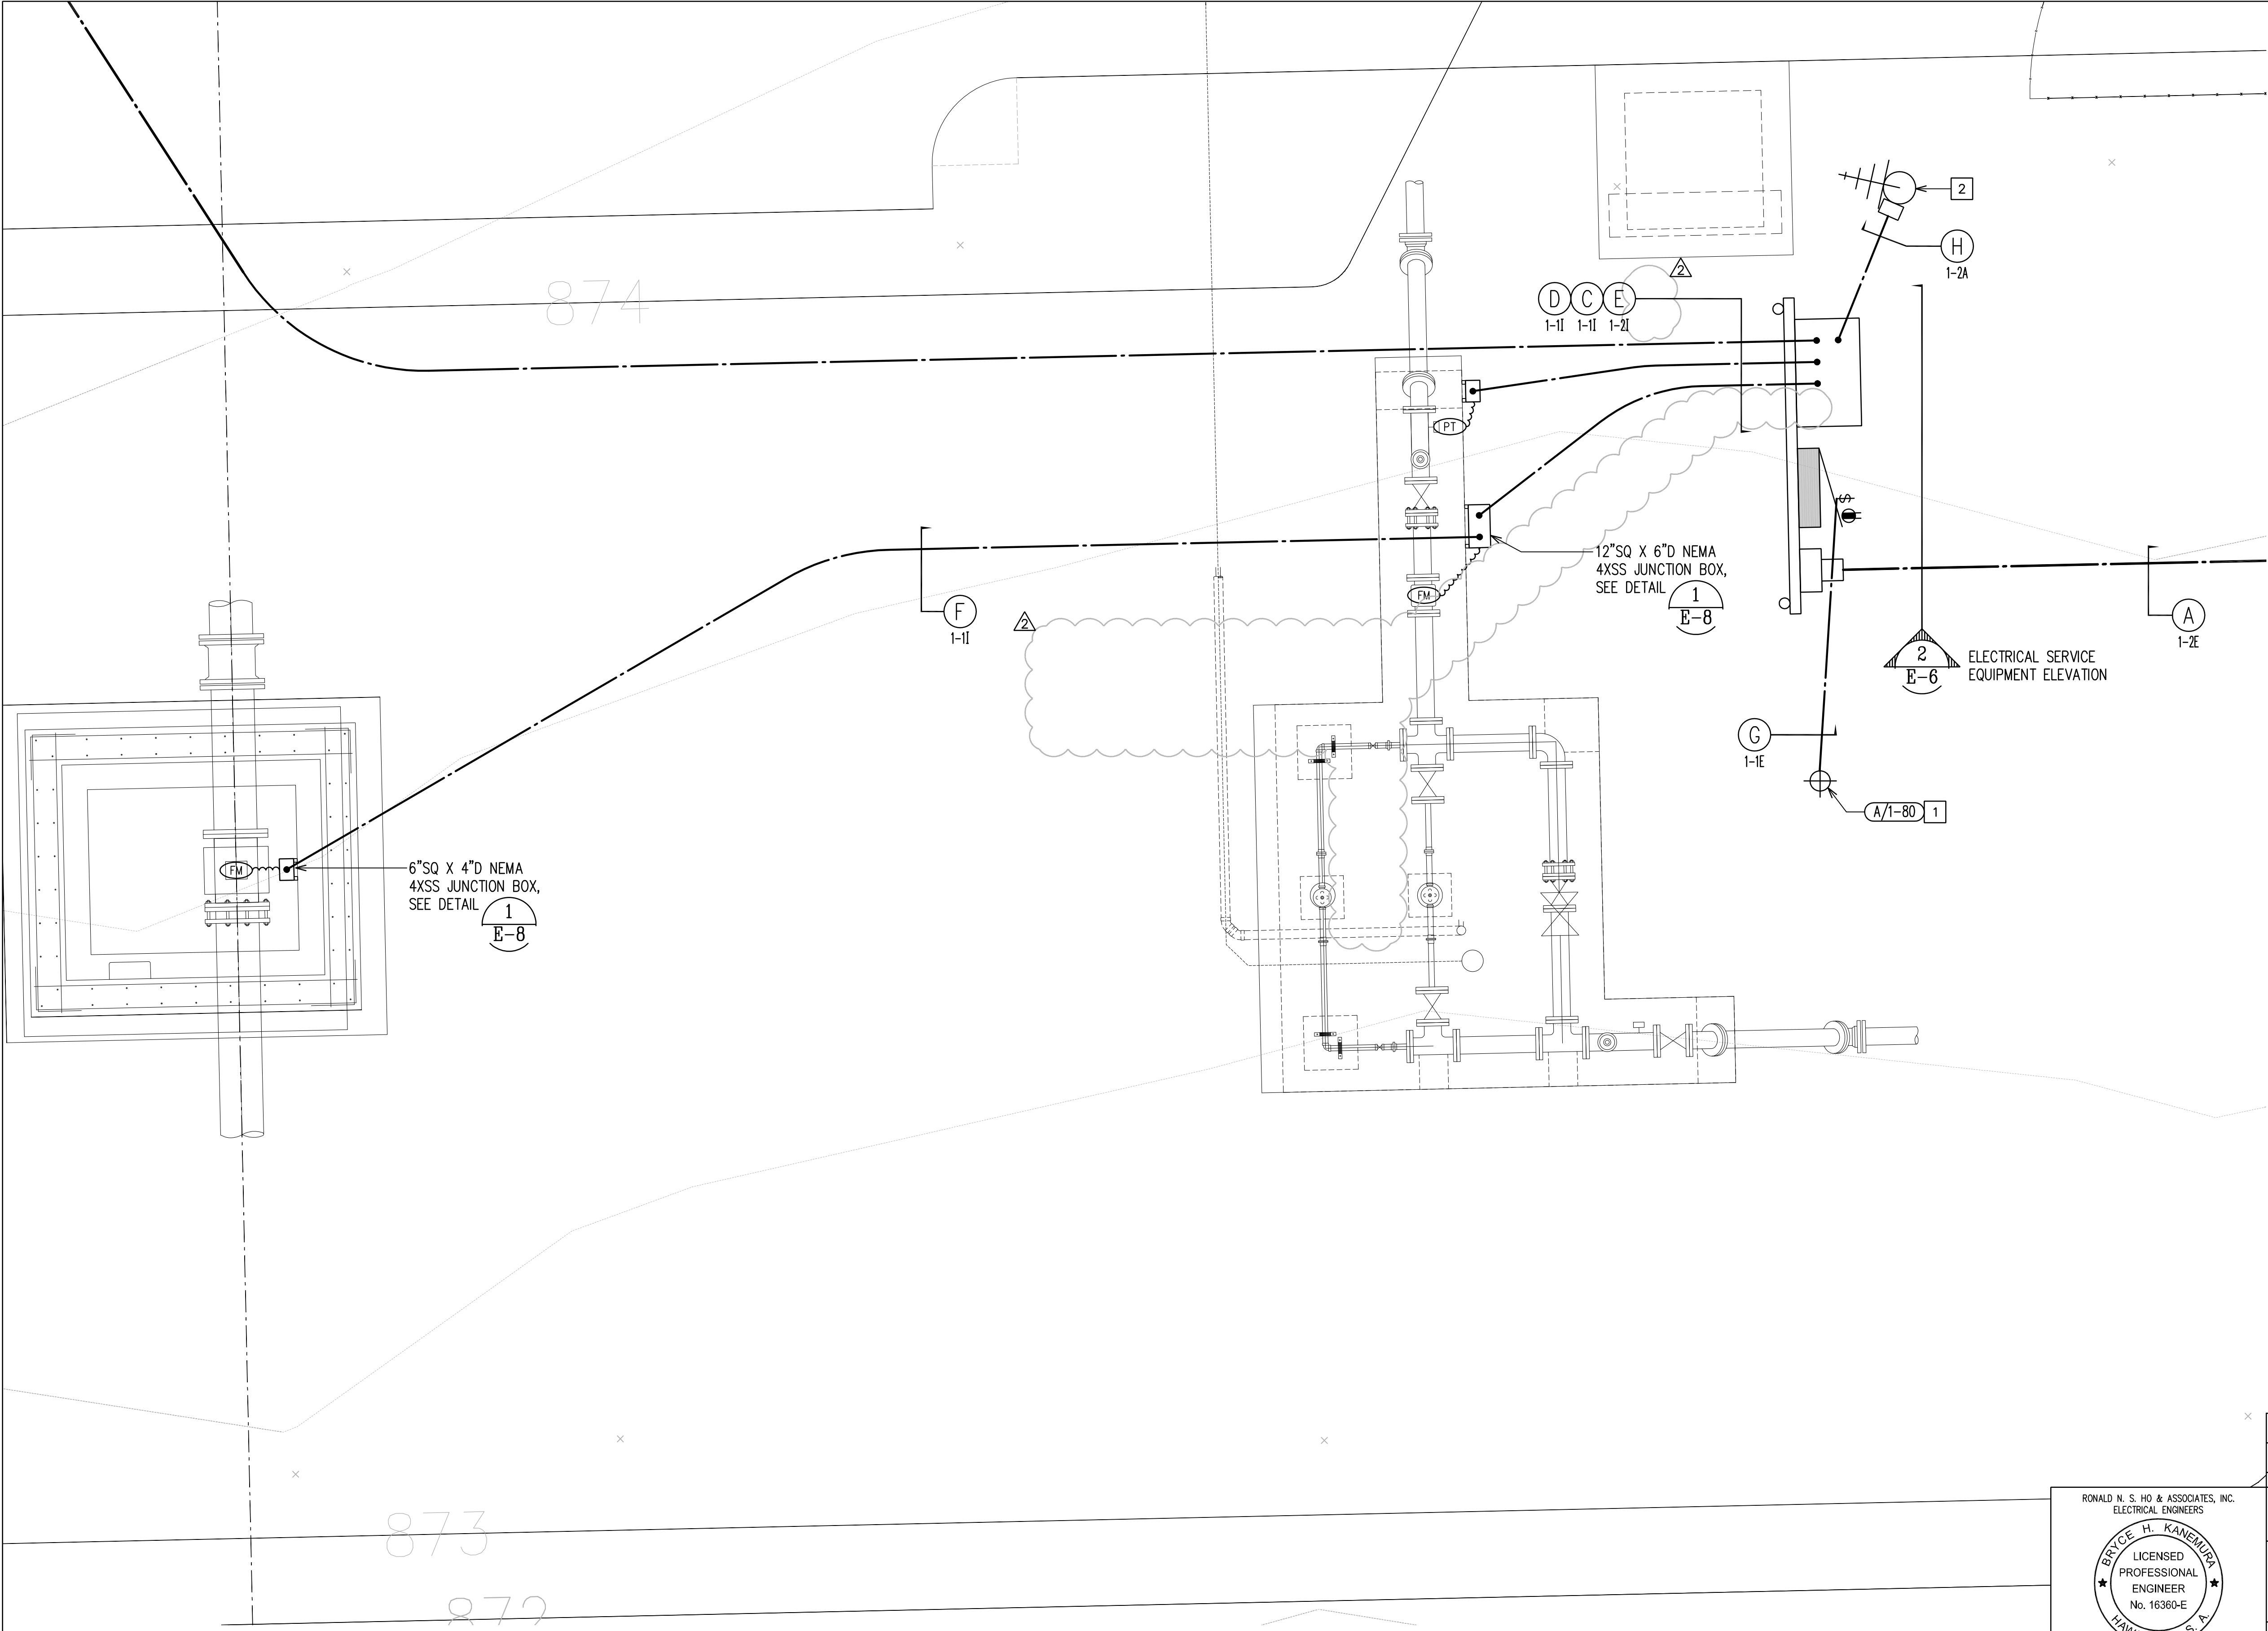 2
H
1-2A
2
D C E
1-1I 1-1I 1-2I
874
PT
S
12"SQ X 6"D NEMA
4XSS JUNCTION BOX,
SEE DETAIL
1
E-8
FM
F
1-1I
2
A
1-2E
2
E-6
ELECTRICAL SERVICE
EQUIPMENT ELEVATION
G
1-1E
A/1-80 1
FM
6"SQ X 4"D NEMA
4XSS JUNCTION BOX,
SEE DETAIL
1
E-8
873
872
RONALD N. S. HO & ASSOCIATES, INC.
ELECTRICAL ENGINEERS
BRYCE H. KANEMURA
LICENSED
PROFESSIONAL
ENGINEER
No. 16360-E